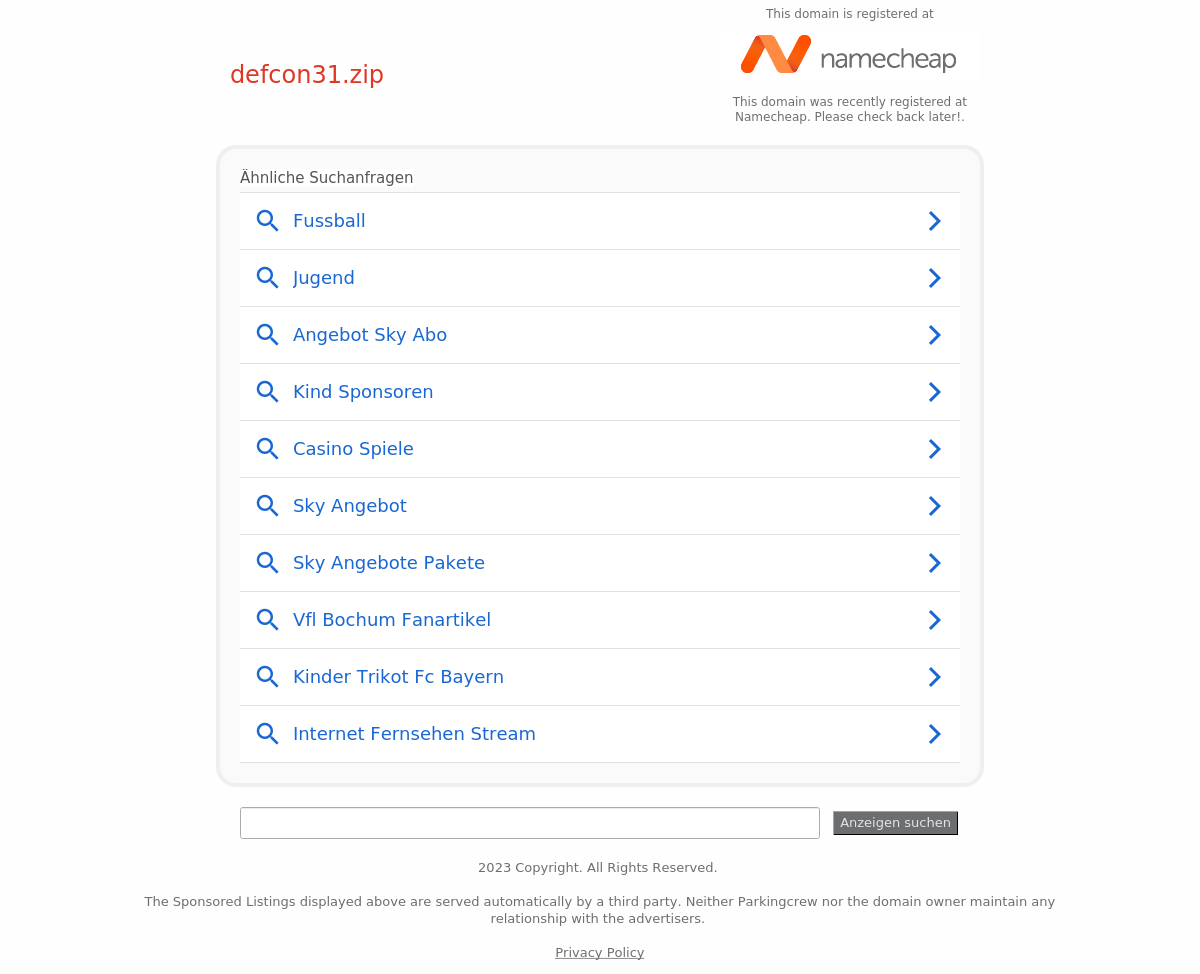 This domain is registered at
namecheap
defcon31.zip
This domain was recently registered at
Namecheap. Please check back later!.
Ähnliche Suchanfragen
Fussball
Jugend
Angebot Sky Abo
Kind Sponsoren
Casino Spiele
Sky Angebot
Sky Angebote Pakete
Vfl Bochum Fanartikel
Kinder Trikot Fc Bayern
Internet Fernsehen Stream
Anzeigen suchen
2023 Copyright. All Rights Reserved.
The Sponsored Listings displayed above are served automatically by a third party. Neither Parkingcrew nor the domain owner maintain any
relationship with the advertisers.
Privacy Policy